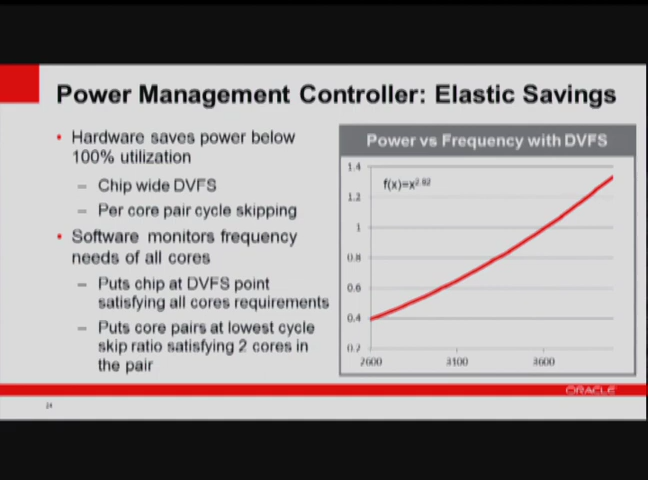 Power Management Controller: Elastic Savings
• Hardware saves power below
100% utilization
– Chip wide DVFS
– Per core pair cycle skipping
• Software monitors frequency
needs of all cores
– Puts chip at DVFS point
satisfying all cores requirements
– Puts core pairs at lowest cycle
skip ratio satisfying 2 cores in
the pair
Power vs Frequency with DVFS
1.4
f(x)=x
1.2
1
0.8
0.6
0.4
0.2
2600 3100 3600
ORACLE